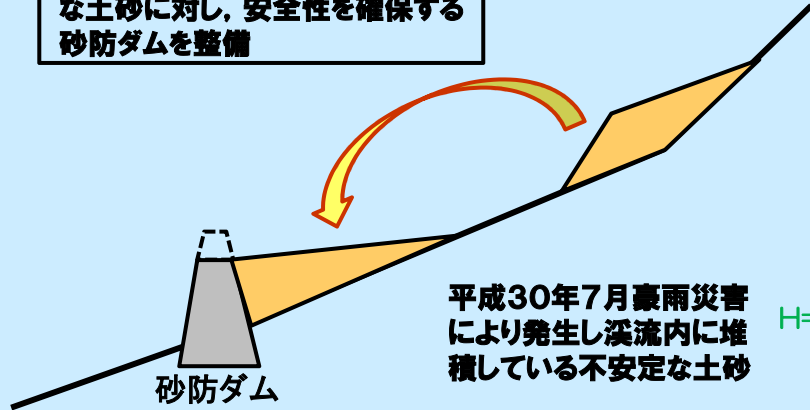 な土砂に対し，安全性を確保する
砂防ダムを整備
平成３０年７月豪雨災害
により発生し渓流内に堆
積している不安定な土砂
H=
砂防ダム